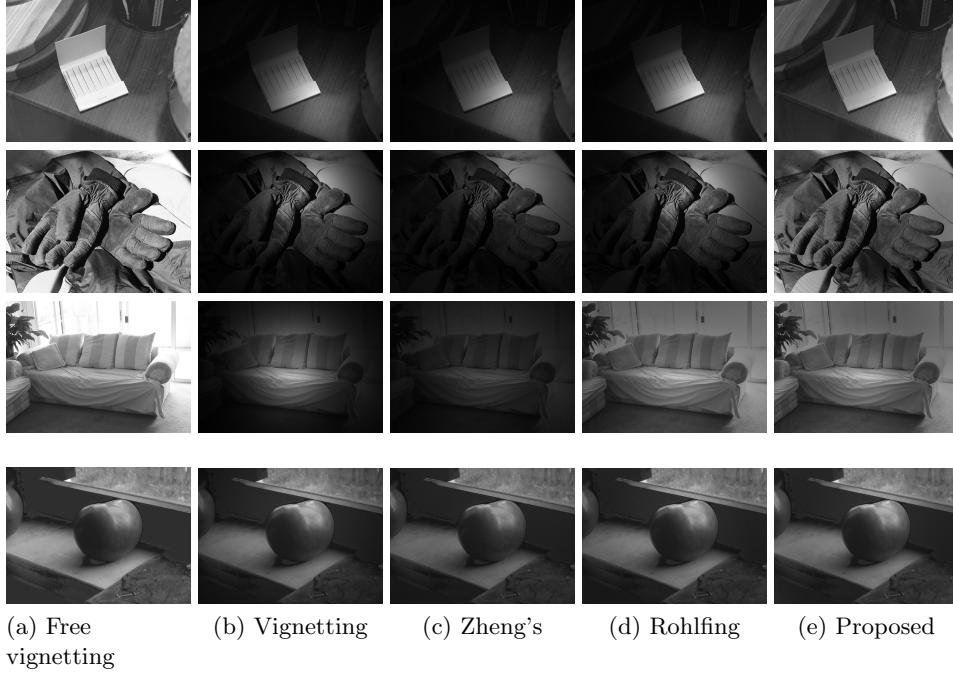 (a) Free
vignetting
(b) Vignetting
(c) Zheng's
(d) Rohlfing
(e) Proposed